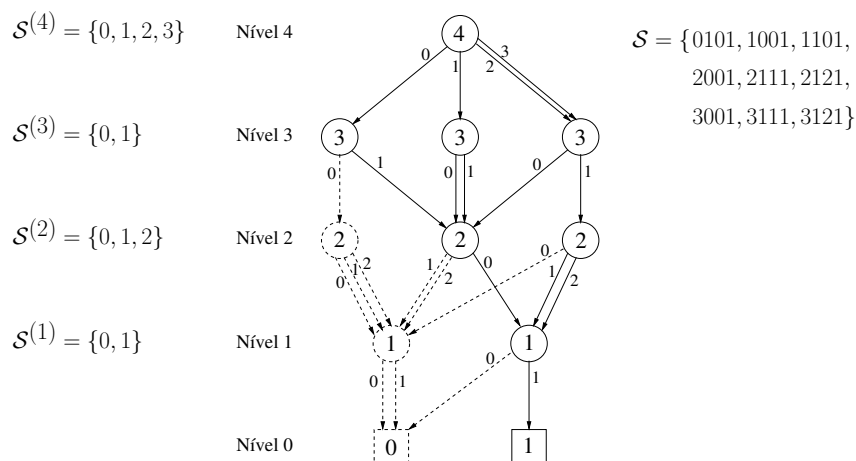 𝒮⁽⁴⁾ = {0, 1, 2, 3}
Nível 4
4
𝒮 = {0101, 1001, 1101,
2001, 2111, 2121,
3001, 3111, 3121}
0
1
2
3
𝒮⁽³⁾ = {0, 1}
Nível 3
3
3
3
0
1
0
1
0
1
𝒮⁽²⁾ = {0, 1, 2}
Nível 2
2
2
2
0
1
2
1
2
0
0
1
2
𝒮⁽¹⁾ = {0, 1}
Nível 1
1
1
0
1
0
1
Nível 0
0
1